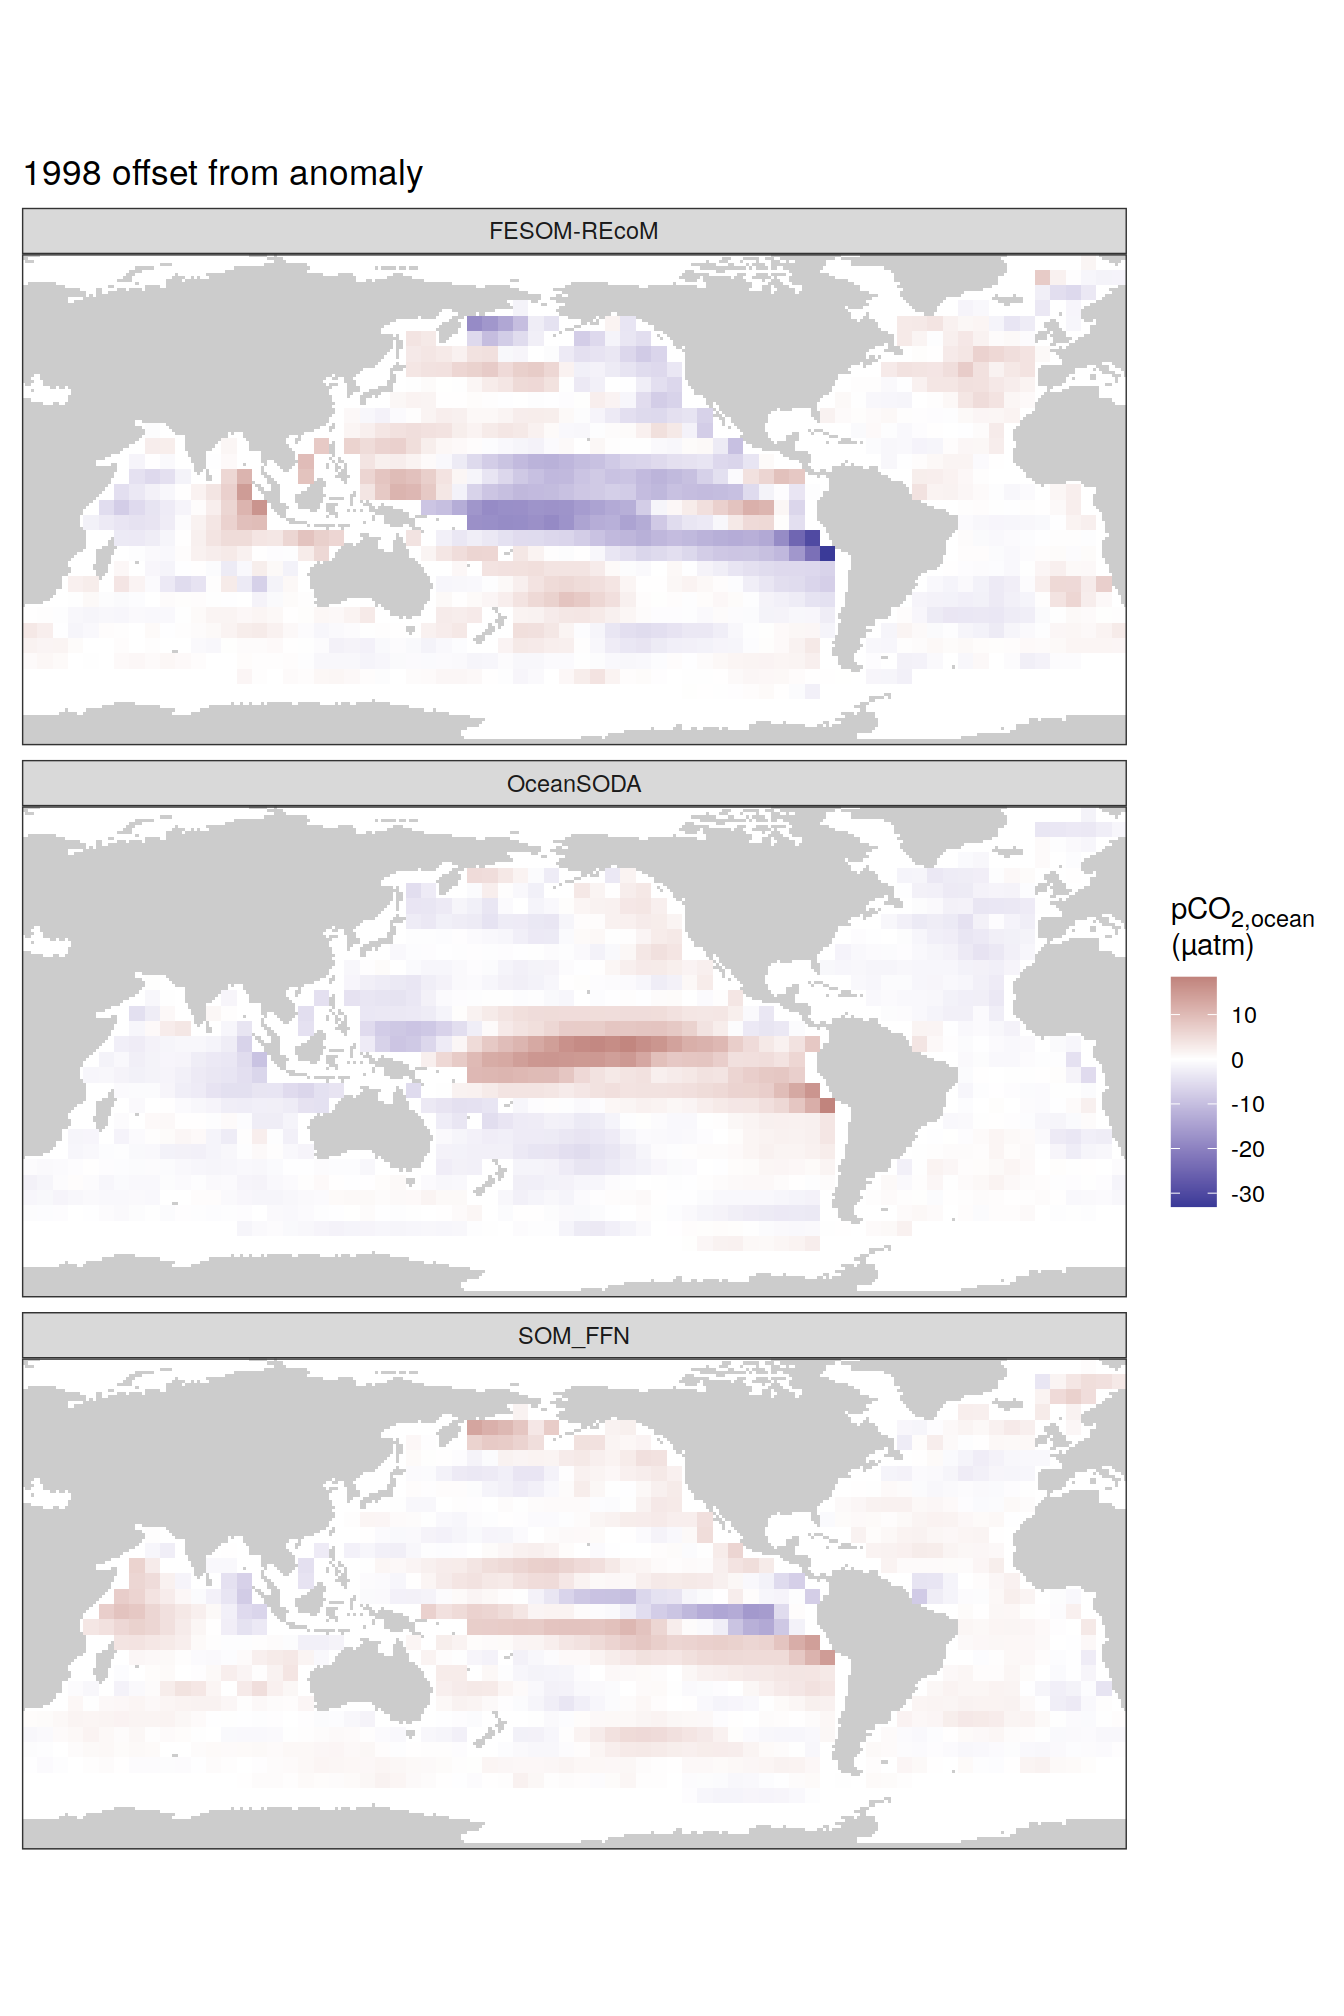 1998 offset from anomaly
FESOM-REcoM
OceanSODA
pCO2,ocean
(µatm)
10
0
-10
-20
-30
SOM_FFN